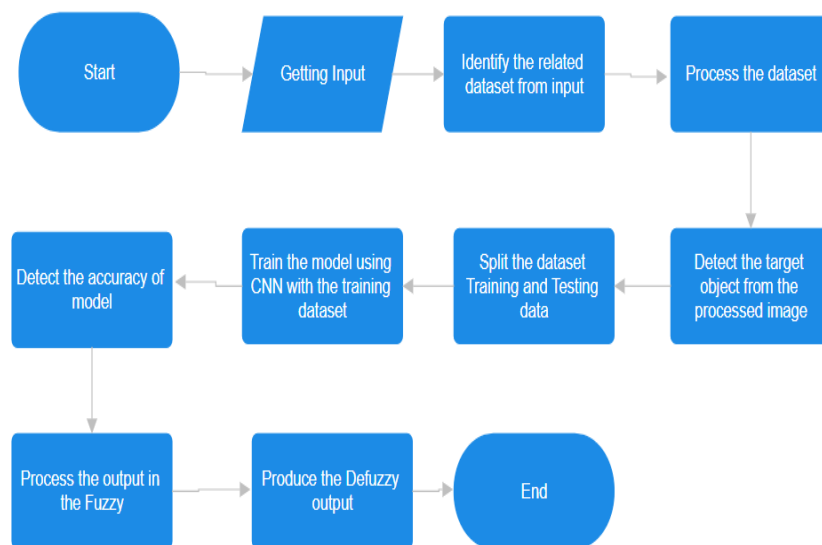 Start
Getting Input
Identify the related
dataset from input
Process the dataset
Detect the target
object from the
processed image
Split the dataset
Training and Testing
data
Train the model using
CNN with the training
dataset
Detect the accuracy of
model
Process the output in
the Fuzzy
Produce the Defuzzy
output
End